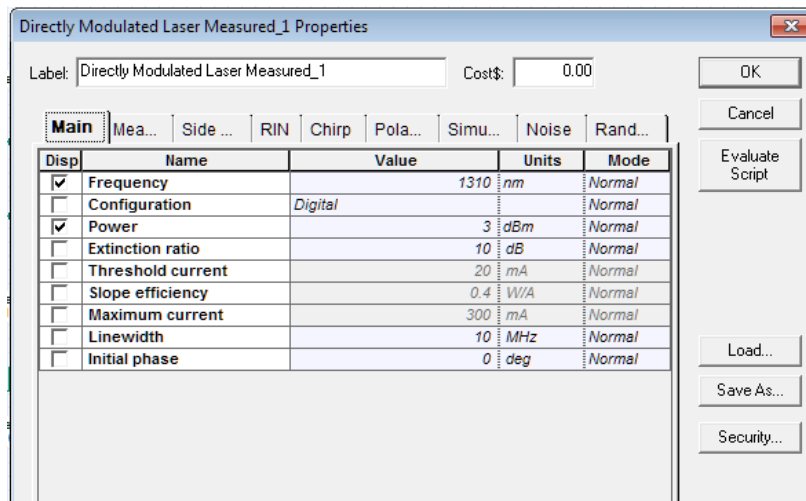 Directly Modulated Laser Measured_1 Properties
Label: Directly Modulated Laser Measured_1 Cost$: 0.00
OK
Cancel
Evaluate Script
Main Mea... Side ... RIN Chirp Pola... Simu... Noise Rand...
Disp Name Value Units Mode
Frequency 1310 nm Normal
Configuration Digital Normal
Power 3 dBm Normal
Extinction ratio 10 dB Normal
Threshold current 20 mA Normal
Slope efficiency 0.4 W/A Normal
Maximum current 300 mA Normal
Linewidth 10 MHz Normal
Initial phase 0 deg Normal
Load...
Save As...
Security...